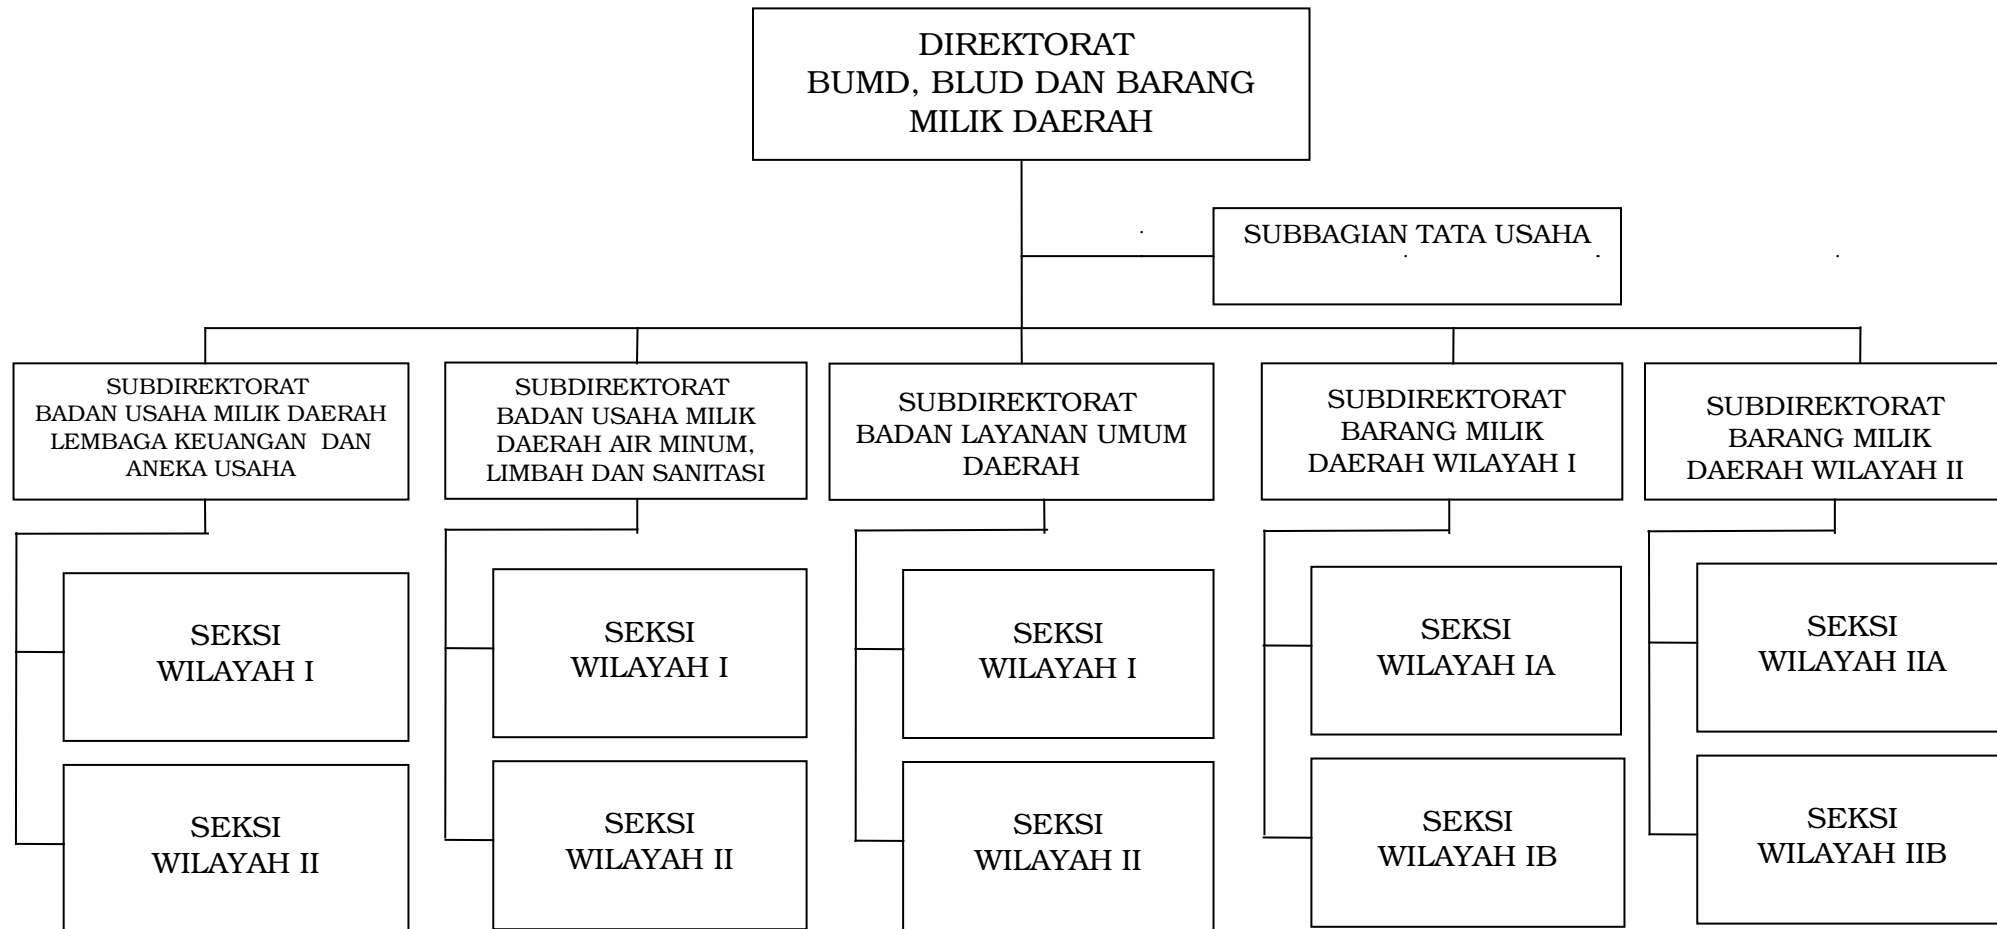 DIREKTORAT
BUMD, BLUD DAN BARANG
MILIK DAERAH
SUBBAGIAN TATA USAHA
SUBDIREKTORAT
BADAN USAHA MILIK DAERAH
LEMBAGA KEUANGAN DAN
ANEKA USAHA
SUBDIREKTORAT
BADAN USAHA MILIK
DAERAH AIR MINUM,
LIMBAH DAN SANITASI
SUBDIREKTORAT
BADAN LAYANAN UMUM
DAERAH
SUBDIREKTORAT
BARANG MILIK
DAERAH WILAYAH I
SUBDIREKTORAT
BARANG MILIK
DAERAH WILAYAH II
SEKSI
WILAYAH I
SEKSI
WILAYAH I
SEKSI
WILAYAH I
SEKSI
WILAYAH IA
SEKSI
WILAYAH IIA
SEKSI
WILAYAH II
SEKSI
WILAYAH II
SEKSI
WILAYAH II
SEKSI
WILAYAH IB
SEKSI
WILAYAH IIB